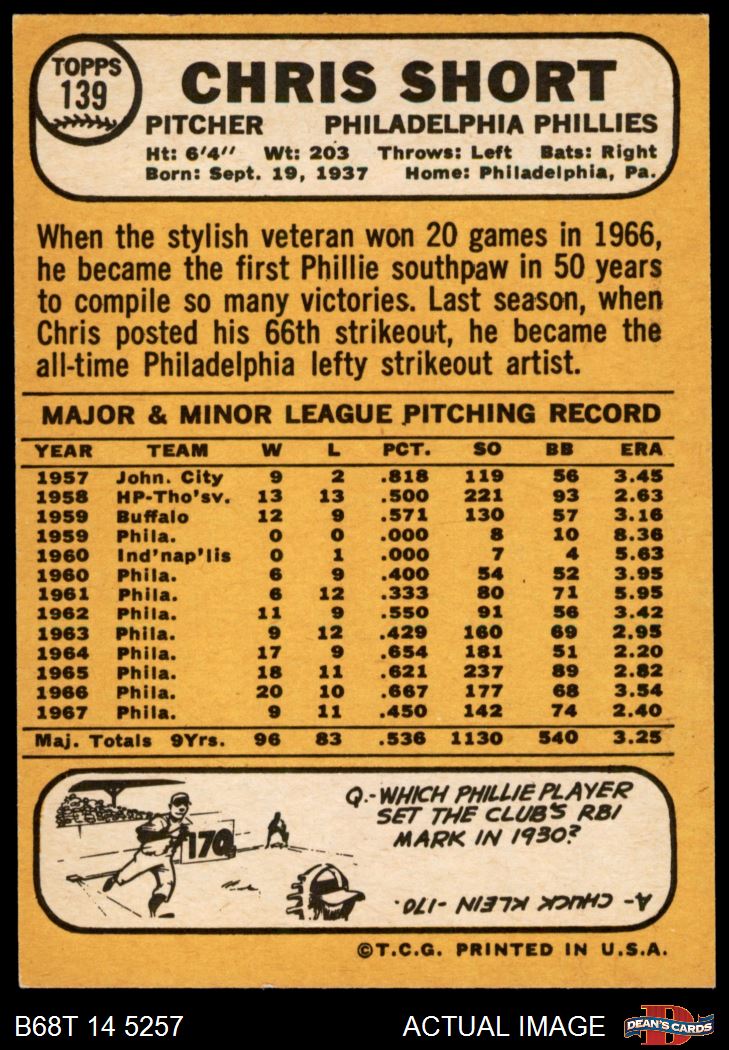 TOPPS
139
CHRIS SHORT
PITCHER PHILADELPHIA PHILLIES
Ht: 6'4" Wt: 203 Throws: Left Bats: Right
Born: Sept. 19, 1937 Home: Philadelphia, Pa.
When the stylish veteran won 20 games in 1966,
he became the first Phillie southpaw in 50 years
to compile so many victories. Last season, when
Chris posted his 66th strikeout, he became the
all-time Philadelphia lefty strikeout artist.
MAJOR & MINOR LEAGUE PITCHING RECORD
YEAR TEAM W L PCT. SO BB ERA
1957 John. City 9 2 .818 119 56 3.45
1958 HP-Tho'sv. 13 13 .500 221 93 2.63
1959 Buffalo 12 9 .571 130 57 3.16
1959 Phila. 0 0 .000 8 10 8.36
1960 Ind'nap'lis 0 1 .000 7 4 5.63
1960 Phila. 6 9 .400 54 52 3.95
1961 Phila. 6 12 .333 80 71 5.95
1962 Phila. 11 9 .550 91 56 3.42
1963 Phila. 9 12 .429 160 69 2.95
1964 Phila. 17 9 .654 181 51 2.20
1965 Phila. 18 11 .621 237 89 2.82
1966 Phila. 20 10 .667 177 68 3.54
1967 Phila. 9 11 .450 142 74 2.40
Maj. Totals 9Yrs. 96 83 .536 1130 540 3.25
170
Q.- WHICH PHILLIE PLAYER
SET THE CLUB'S RBI
MARK IN 1930?
A- CHUCK KLEIN -170.
©T.C.G. PRINTED IN U.S.A.
B68T 14 5257 ACTUAL IMAGE
D
DEAN'S CARDS